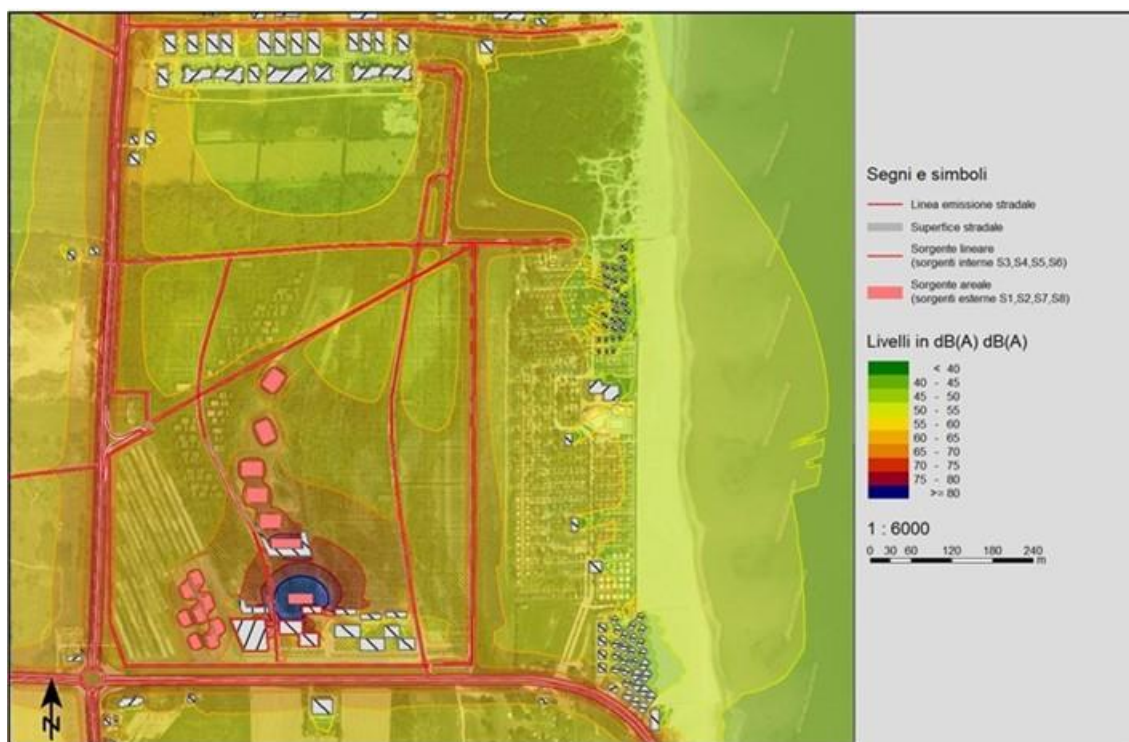 Segni e simboli
Linea emissione stradale
Superfice stradale
Sorgente lineare
(sorgenti interne S3,S4,S5,S6)
Sorgente areale
(sorgenti esterne S1,S2,S7,S8)
Livelli in dB(A) dB(A)
< 40
40 - 45
45 - 50
50 - 55
55 - 60
60 - 65
65 - 70
70 - 75
75 - 80
>= 80
1 : 6000
0 30 60 120 180 240
m
N